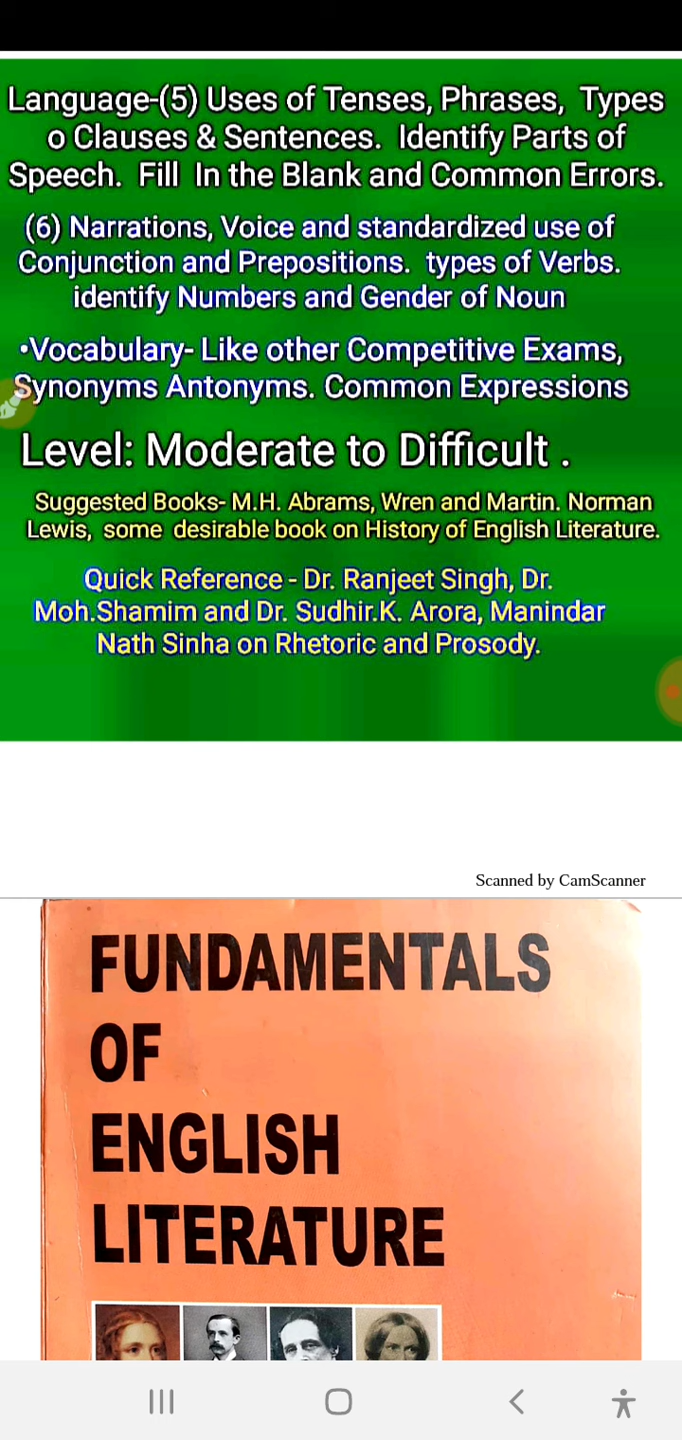 Language-(5) Uses of Tenses, Phrases, Types
o Clauses & Sentences. Identify Parts of
Speech. Fill In the Blank and Common Errors.
(6) Narrations, Voice and standardized use of
Conjunction and Prepositions. types of Verbs.
identify Numbers and Gender of Noun
•Vocabulary- Like other Competitive Exams,
Synonyms Antonyms. Common Expressions
Level: Moderate to Difficult .
Suggested Books- M.H. Abrams, Wren and Martin. Norman
Lewis, some desirable book on History of English Literature.
Quick Reference - Dr. Ranjeet Singh, Dr.
Moh.Shamim and Dr. Sudhir.K. Arora, Manindar
Nath Sinha on Rhetoric and Prosody.
Scanned by CamScanner
FUNDAMENTALS
OF
ENGLISH
LITERATURE